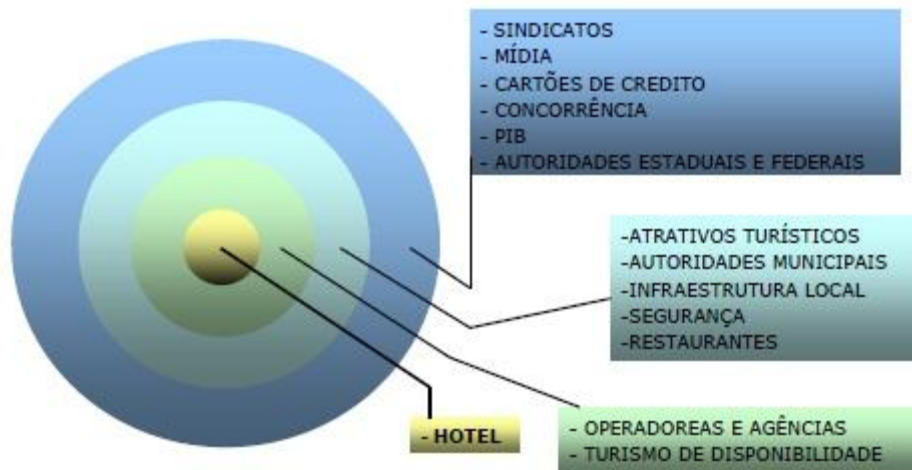 - SINDICATOS
- MÍDIA
- CARTÕES DE CREDITO
- CONCORRÊNCIA
- PIB
- AUTORIDADES ESTADUAIS E FEDERAIS
-ATRATIVOS TURÍSTICOS
-AUTORIDADES MUNICIPAIS
-INFRAESTRUTURA LOCAL
-SEGURANÇA
-RESTAURANTES
- HOTEL
- OPERADOREAS E AGÊNCIAS
- TURISMO DE DISPONIBILIDADE